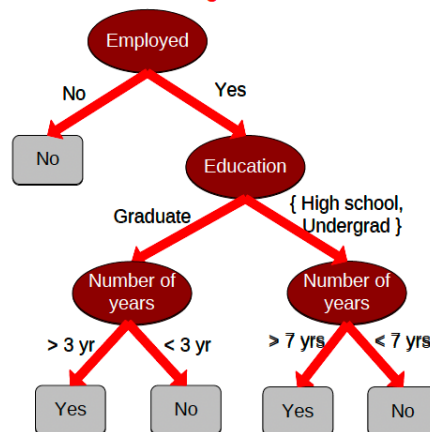 Employed
No
Yes
No
Education
Graduate
{ High school,
Undergrad }
Number of
years
Number of
years
> 3 yr
< 3 yr
> 7 yrs
< 7 yrs
Yes
No
Yes
No